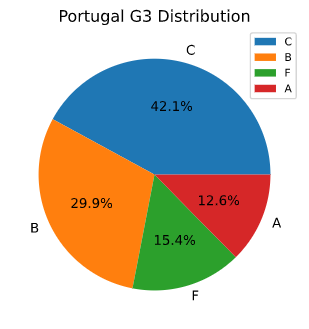 Portugal G3 Distribution
C
B
F
A
C
42.1%
29.9%
B
12.6%
A
15.4%
F